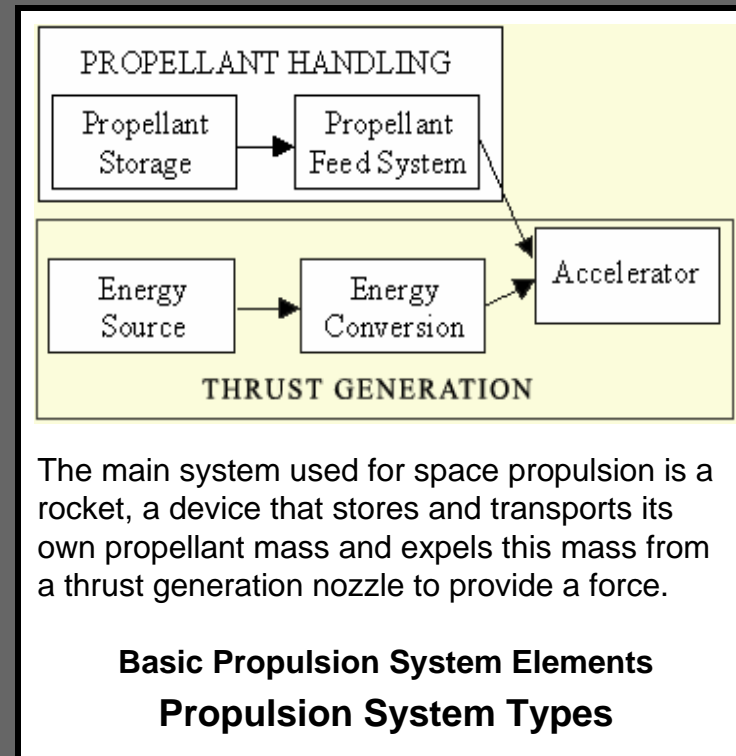 PROPELLANT HANDLING
Propellant
Storage
Propellant
Feed System
Energy
Source
Energy
Conversion
Accelerator
THRUST GENERATION
The main system used for space propulsion is a
rocket, a device that stores and transports its
own propellant mass and expels this mass from
a thrust generation nozzle to provide a force.
Basic Propulsion System Elements
Propulsion System Types